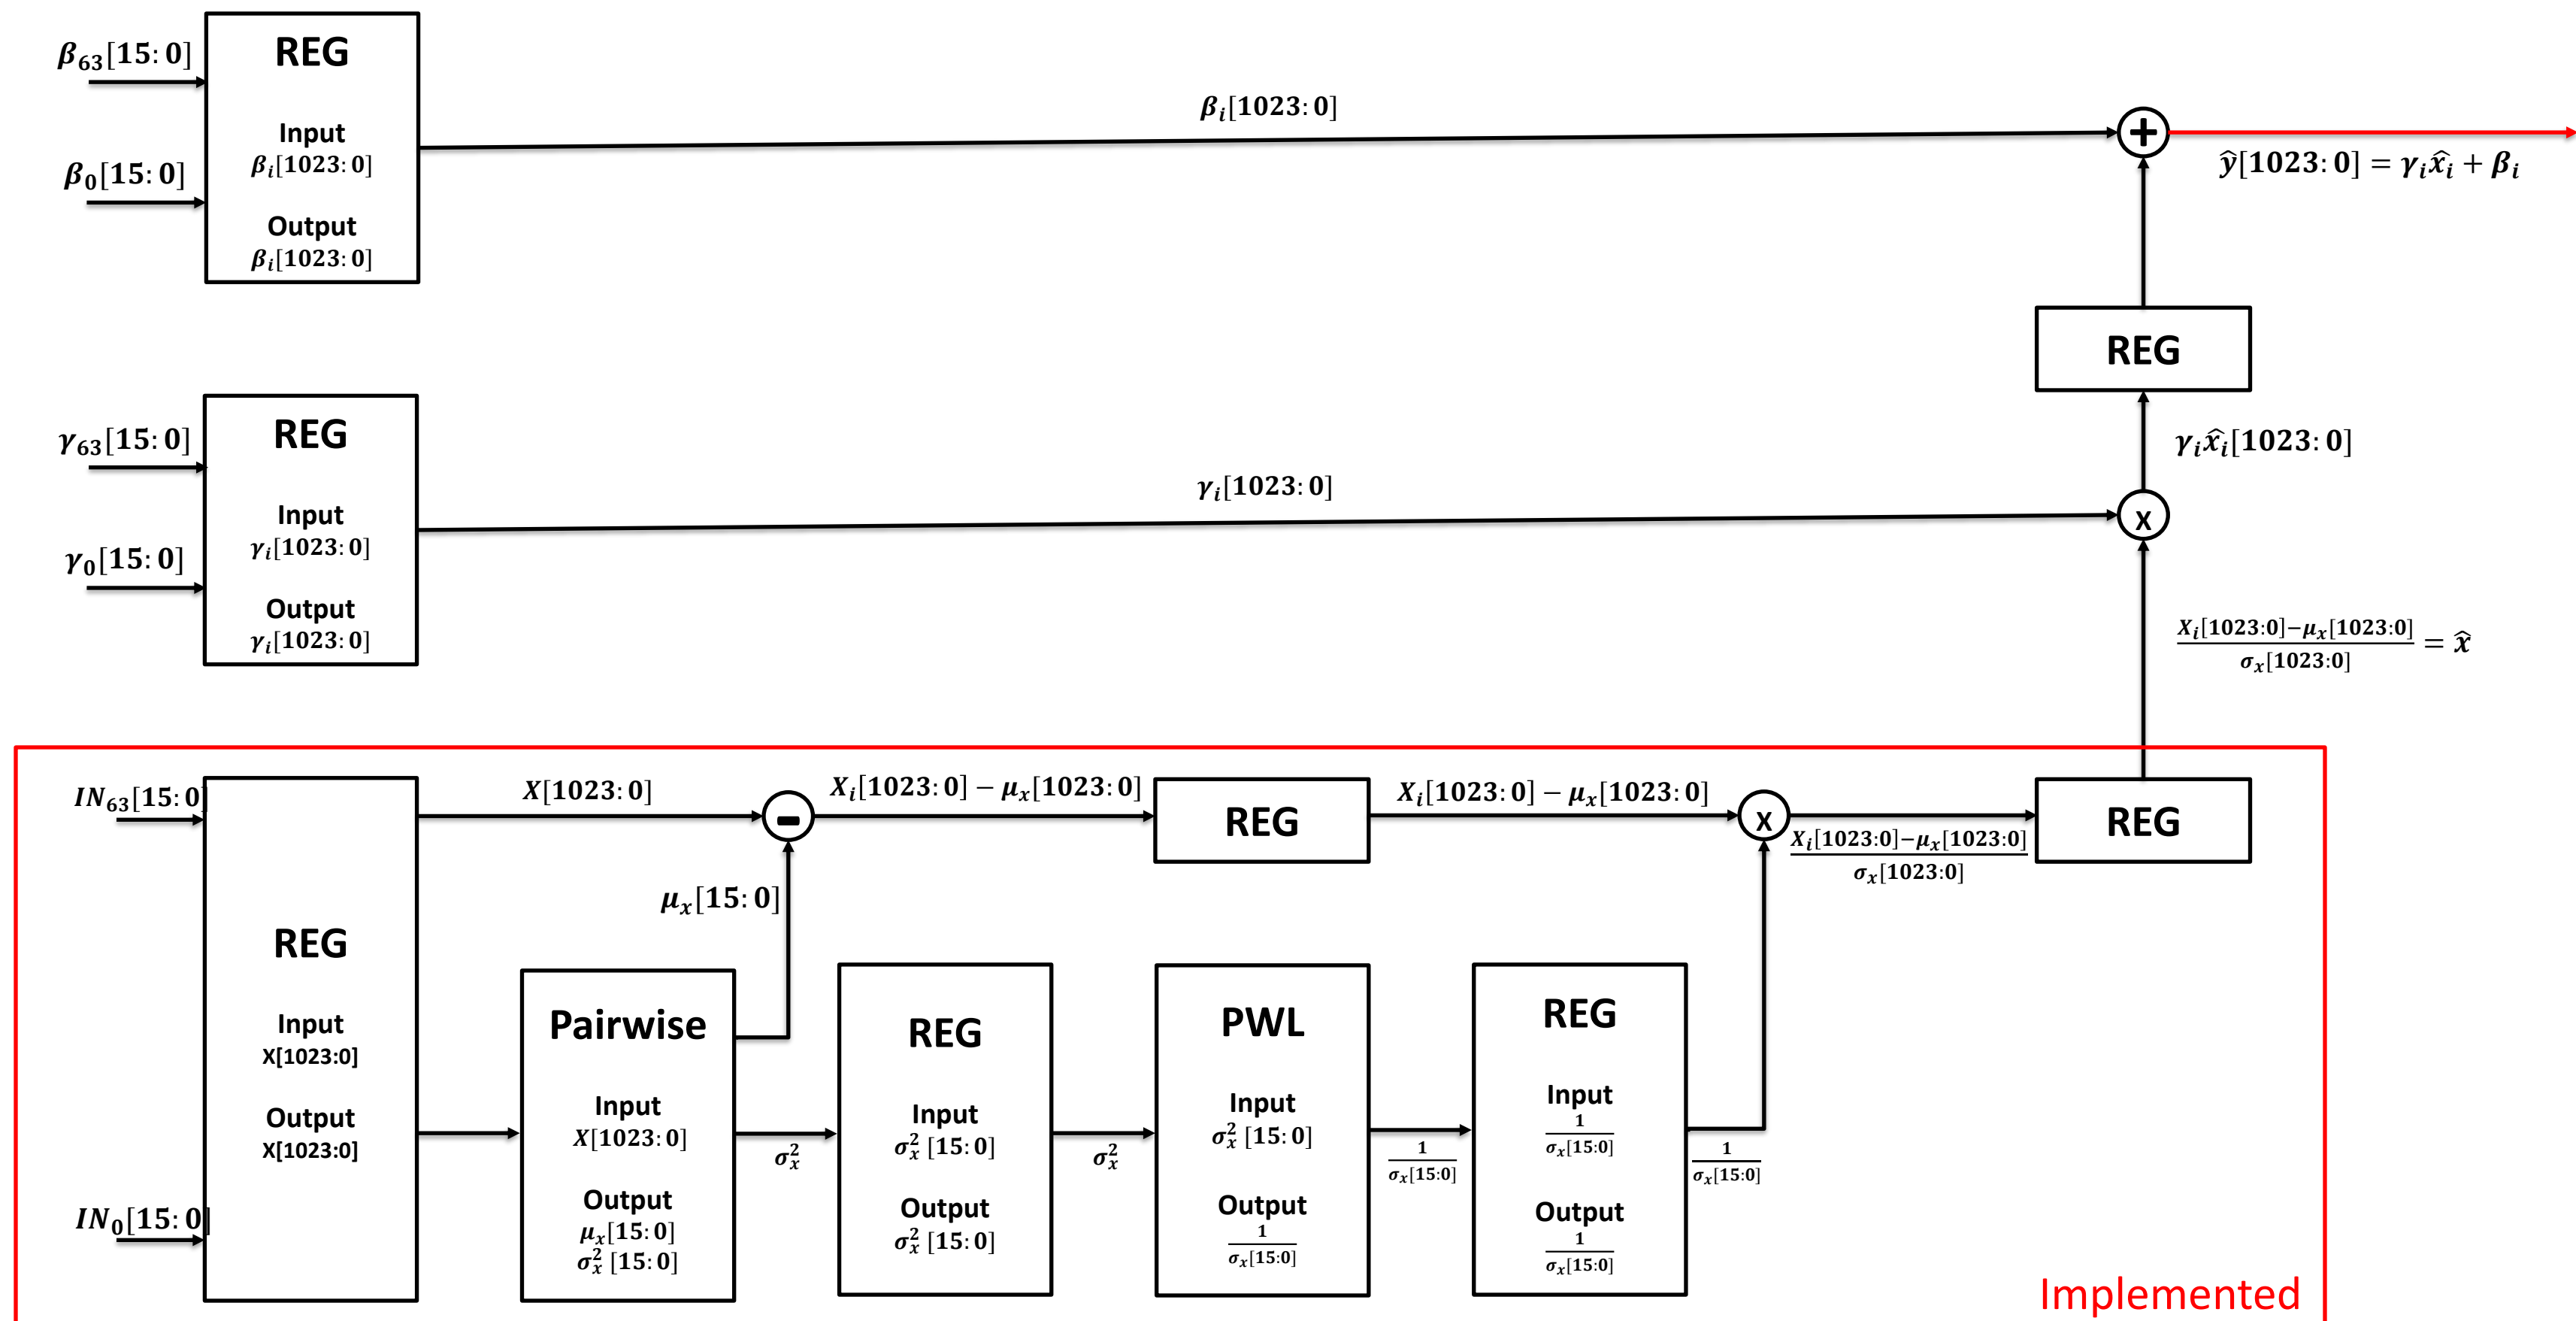 β₆₃[15:0]
REG
Input
βᵢ[1023:0]
Output
βᵢ[1023:0]
β₀[15:0]
βᵢ[1023:0]
+
ŷ[1023:0] = γᵢx̂ᵢ + βᵢ
REG
γᵢx̂ᵢ[1023:0]
γ₆₃[15:0]
REG
Input
γᵢ[1023:0]
Output
γᵢ[1023:0]
γ₀[15:0]
γᵢ[1023:0]
x
Xᵢ[1023:0]−μₓ[1023:0]
σₓ[1023:0]
= x̂
IN₆₃[15:0]
REG
Input
X[1023:0]
Output
X[1023:0]
IN₀[15:0]
X[1023:0]
-
Xᵢ[1023:0] − μₓ[1023:0]
REG
Xᵢ[1023:0] − μₓ[1023:0]
x
Xᵢ[1023:0]−μₓ[1023:0]
σₓ[1023:0]
REG
μₓ[15:0]
Pairwise
Input
X[1023:0]
Output
μₓ[15:0]
σₓ² [15:0]
σₓ²
REG
Input
σₓ² [15:0]
Output
σₓ² [15:0]
σₓ²
PWL
Input
σₓ² [15:0]
Output
1
σₓ[15:0]
1
σₓ[15:0]
REG
Input
1
σₓ[15:0]
Output
1
σₓ[15:0]
1
σₓ[15:0]
Implemented